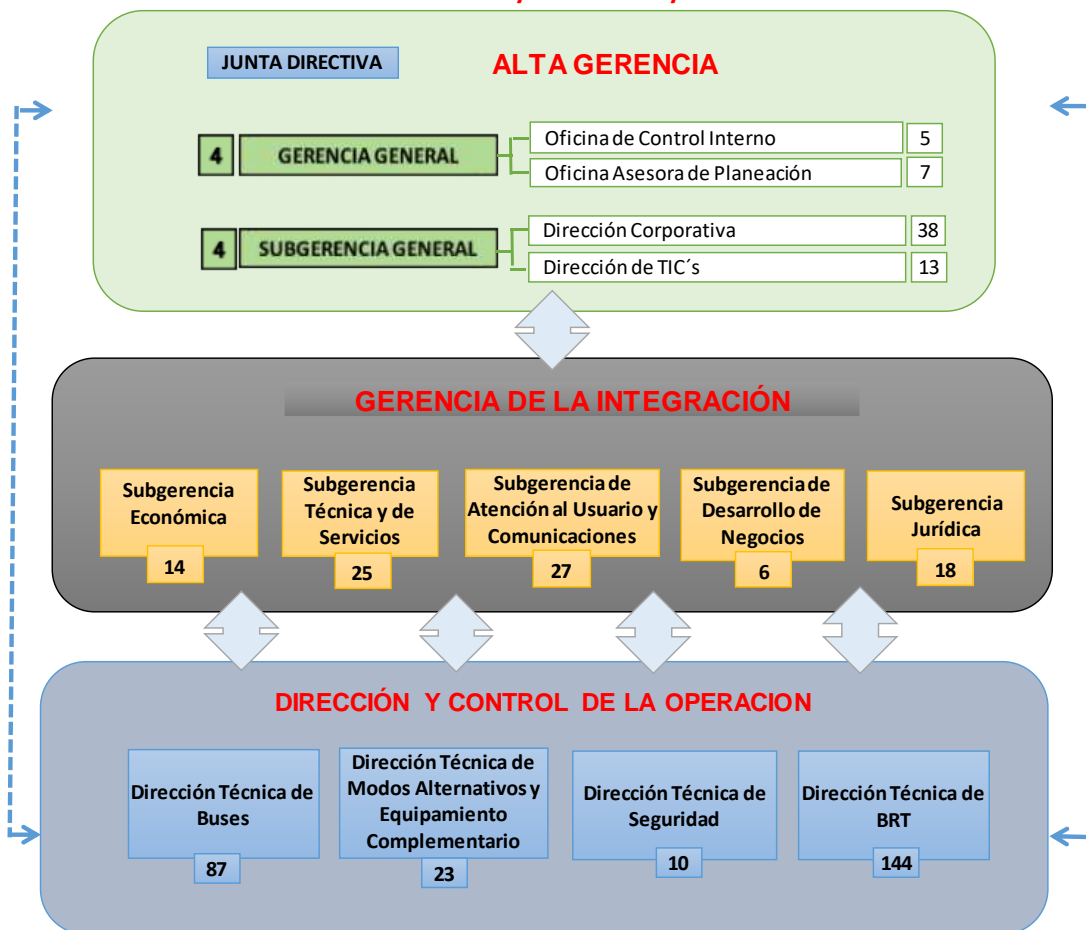 JUNTA DIRECTIVA
ALTA GERENCIA
4
GERENCIA GENERAL
Oficina de Control Interno
5
Oficina Asesora de Planeación
7
4
SUBGERENCIA GENERAL
Dirección Corporativa
38
Dirección de TIC´s
13
GERENCIA DE LA INTEGRACIÓN
Subgerencia
Económica
14
Subgerencia
Técnica y de
Servicios
25
Subgerencia de
Atención al Usuario y
Comunicaciones
27
Subgerencia de
Desarrollo de
Negocios
6
Subgerencia
Jurídica
18
DIRECCIÓN Y CONTROL DE LA OPERACION
Dirección Técnica de
Buses
87
Dirección Técnica de
Modos Alternativos y
Equipamiento
Complementario
23
Dirección Técnica de
Seguridad
10
Dirección Técnica de
BRT
144